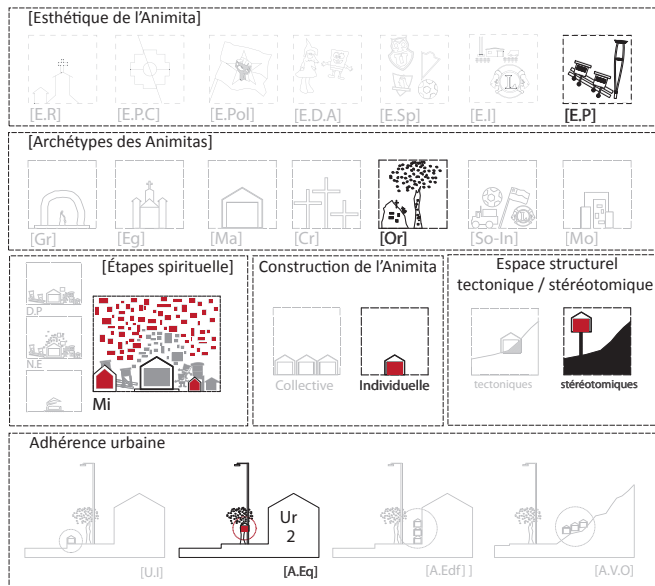 [Esthétique de l'Animita]
[E.R] [E.P.C] [E.Pol] [E.D.A] [E.Sp] [E.I] [E.P]
[Archétypes des Animitas]
[Gr] [Eg] [Ma] [Cr] [Or] [So-In] [Mo]
[Étapes spirituelle]
D.P
N.E
Mi
Construction de l'Animita
Collective Individuelle
Espace structurel
tectonique / stéréotomique
tectoniques stéréotomiques
Adhérence urbaine
Ur
2
[U.I] [A.Eq] [A.Edf] ] [A.V.O]